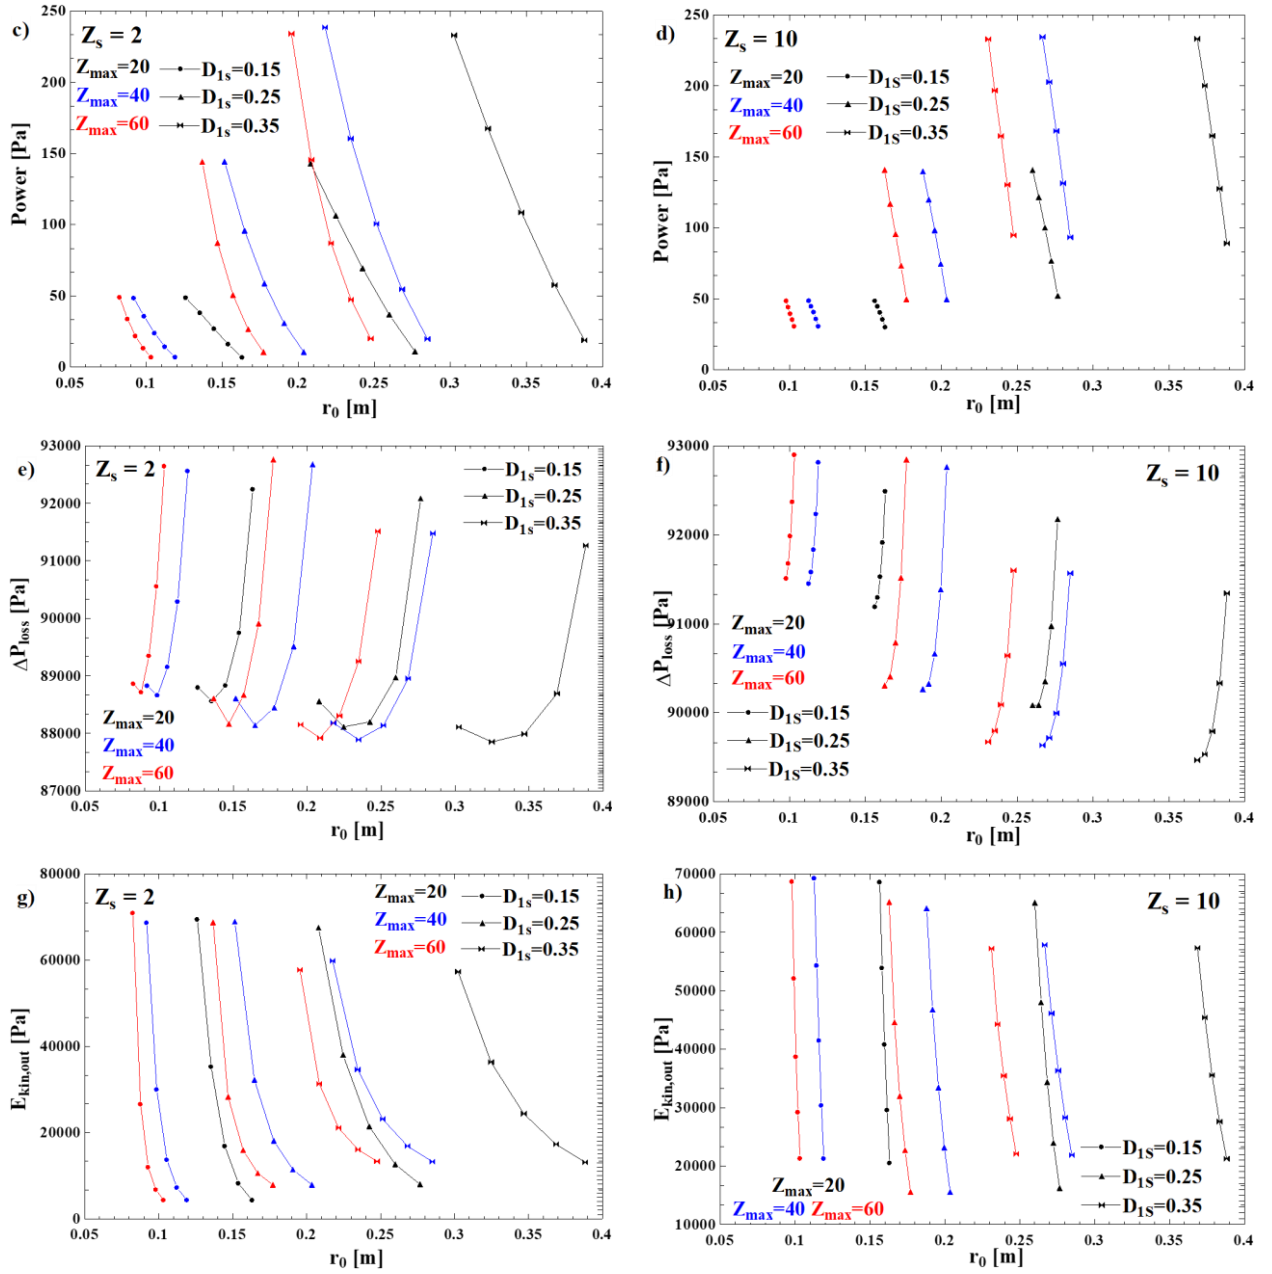 c)
Z_s = 2
Z_max=20
Z_max=40
Z_max=60
D_1s=0.15
D_1s=0.25
D_1s=0.35
Power [Pa]
250
200
150
100
50
0
0.05 0.1 0.15 0.2 0.25 0.3 0.35 0.4
r_0 [m]
d)
Z_s = 10
Z_max=20
Z_max=40
Z_max=60
D_1s=0.15
D_1s=0.25
D_1s=0.35
Power [Pa]
250
200
150
100
50
0
0.05 0.1 0.15 0.2 0.25 0.3 0.35 0.4
r_0 [m]
e)
Z_s = 2
D_1s=0.15
D_1s=0.25
D_1s=0.35
Z_max=20
Z_max=40
Z_max=60
ΔP_loss [Pa]
93000
92000
91000
90000
89000
88000
87000
0.05 0.1 0.15 0.2 0.25 0.3 0.35 0.4
r_0 [m]
f)
Z_s = 10
Z_max=20
Z_max=40
Z_max=60
D_1S=0.15
D_1S=0.25
D_1S=0.35
ΔP_loss [Pa]
93000
92000
91000
90000
89000
0.05 0.1 0.15 0.2 0.25 0.3 0.35 0.4
r_0 [m]
g)
Z_s = 2
Z_max=20
Z_max=40
Z_max=60
D_1s=0.15
D_1s=0.25
D_1s=0.35
E_kin,out [Pa]
80000
60000
40000
20000
0
0.05 0.1 0.15 0.2 0.25 0.3 0.35 0.4
r_0 [m]
h)
Z_s = 10
Z_max=20
Z_max=40 Z_max=60
D_1S=0.15
D_1S=0.25
D_1S=0.35
E_kin,out [Pa]
70000
60000
50000
40000
30000
20000
10000
0.05 0.1 0.15 0.2 0.25 0.3 0.35 0.4
r_0 [m]